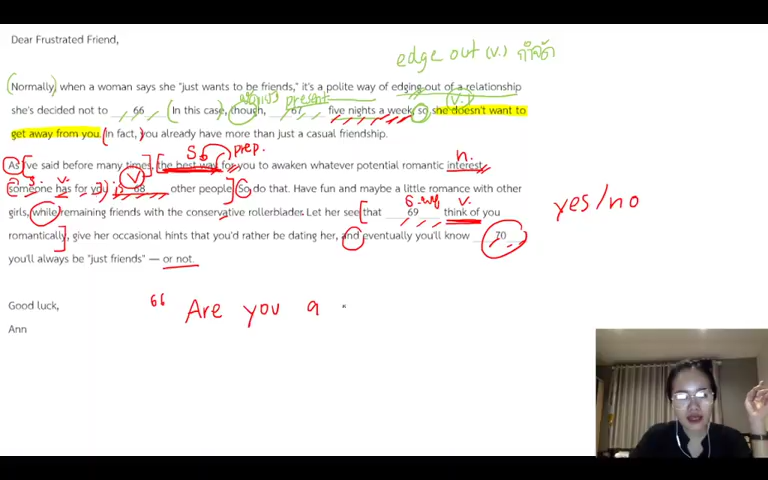 Dear Frustrated Friend,
edge out (v.) กำจัด
Normally, when a woman says she "just wants to be friends," it's a polite way of edging out of a relationship
present (v.)
she's decided not to 66 (In this case, though, 67 five nights a week, so she doesn't want to
get away from you. (In fact, you already have more than just a casual friendship.
S. prep. n.
As I've said before many times, the best way for you to awaken whatever potential romantic interest
s. v. v
someone has for you is 68 other people. So do that. Have fun and maybe a little romance with other
v. yes/no
girls, while remaining friends with the conservative rollerblader. Let her see that 69 think of you
romantically, give her occasional hints that you'd rather be dating her, and eventually you'll know 70
you'll always be "just friends" — or not.
Good luck,
66 Are you a
Ann